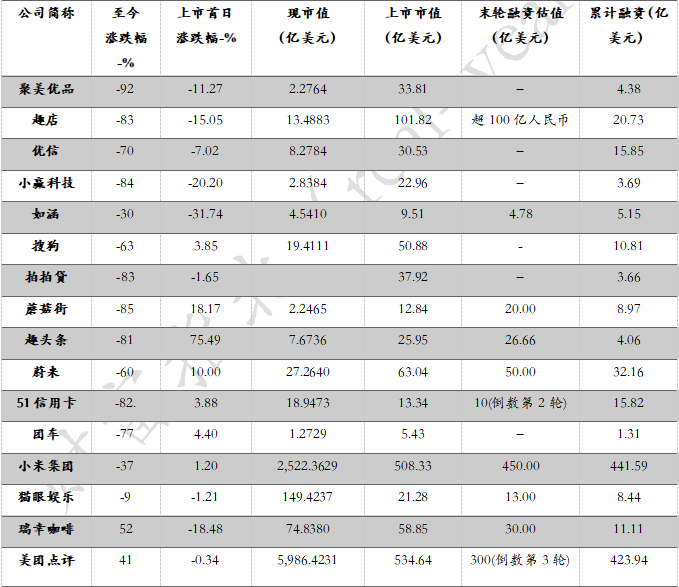 公司简称 至今涨跌幅-% 上市首日涨跌幅-% 现市值(亿美元) 上市市值(亿美元) 末轮融资估值(亿美元) 累计融资(亿美元)
聚美优品 -92 -11.27 2.2764 33.81 – 4.38
趣店 -83 -15.05 13.4883 101.82 超 100 亿人民币 20.73
优信 -70 -7.02 8.2784 30.53 – 15.85
小赢科技 -84 -20.20 2.8384 22.96 – 3.69
如涵 -30 -31.74 4.5410 9.51 4.78 5.15
搜狗 -63 3.85 19.4111 50.88 - 10.81
拍拍贷 -83 -1.65 37.92 – 3.66
蘑菇街 -85 18.17 2.2465 12.84 20.00 8.97
趣头条 -81 75.49 7.6736 25.95 26.66 4.06
蔚来 -60 10.00 27.2640 63.04 50.00 32.16
51 信用卡 -82. 3.88 18.9473 13.34 10(倒数第 2 轮) 15.82
团车 -77 4.40 1.2729 5.43 – 1.31
小米集团 -37 1.20 2,522.3629 508.33 450.00 441.59
猫眼娱乐 -9 -1.21 149.4237 21.28 13.00 8.44
瑞幸咖啡 52 -18.48 74.8380 58.85 30.00 11.11
美团点评 41 -0.34 5,986.4231 534.64 300(倒数第 3 轮) 423.94